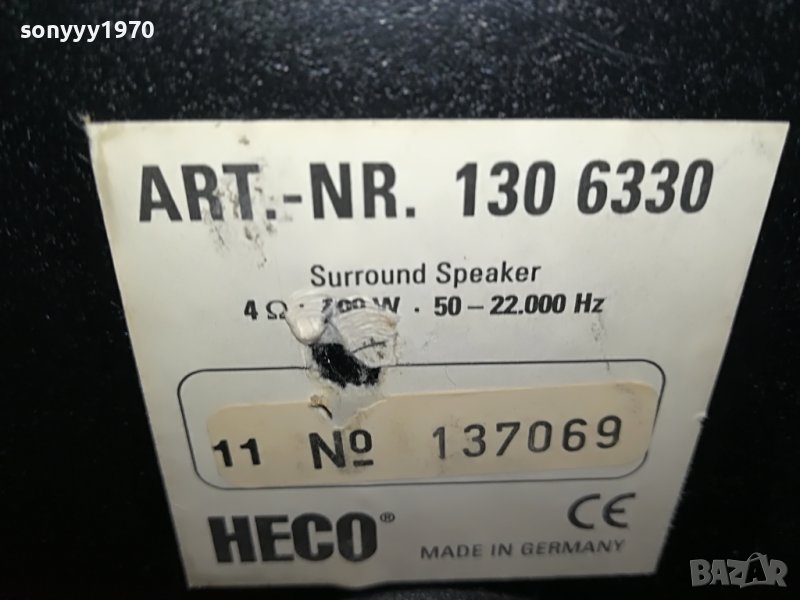 sonyyy1970
ART.-NR. 130 6330
Surround Speaker
4 Ω · W · 50 – 22.000 Hz
11 No 137069
HECO® CE
MADE IN GERMANY
BAZAR